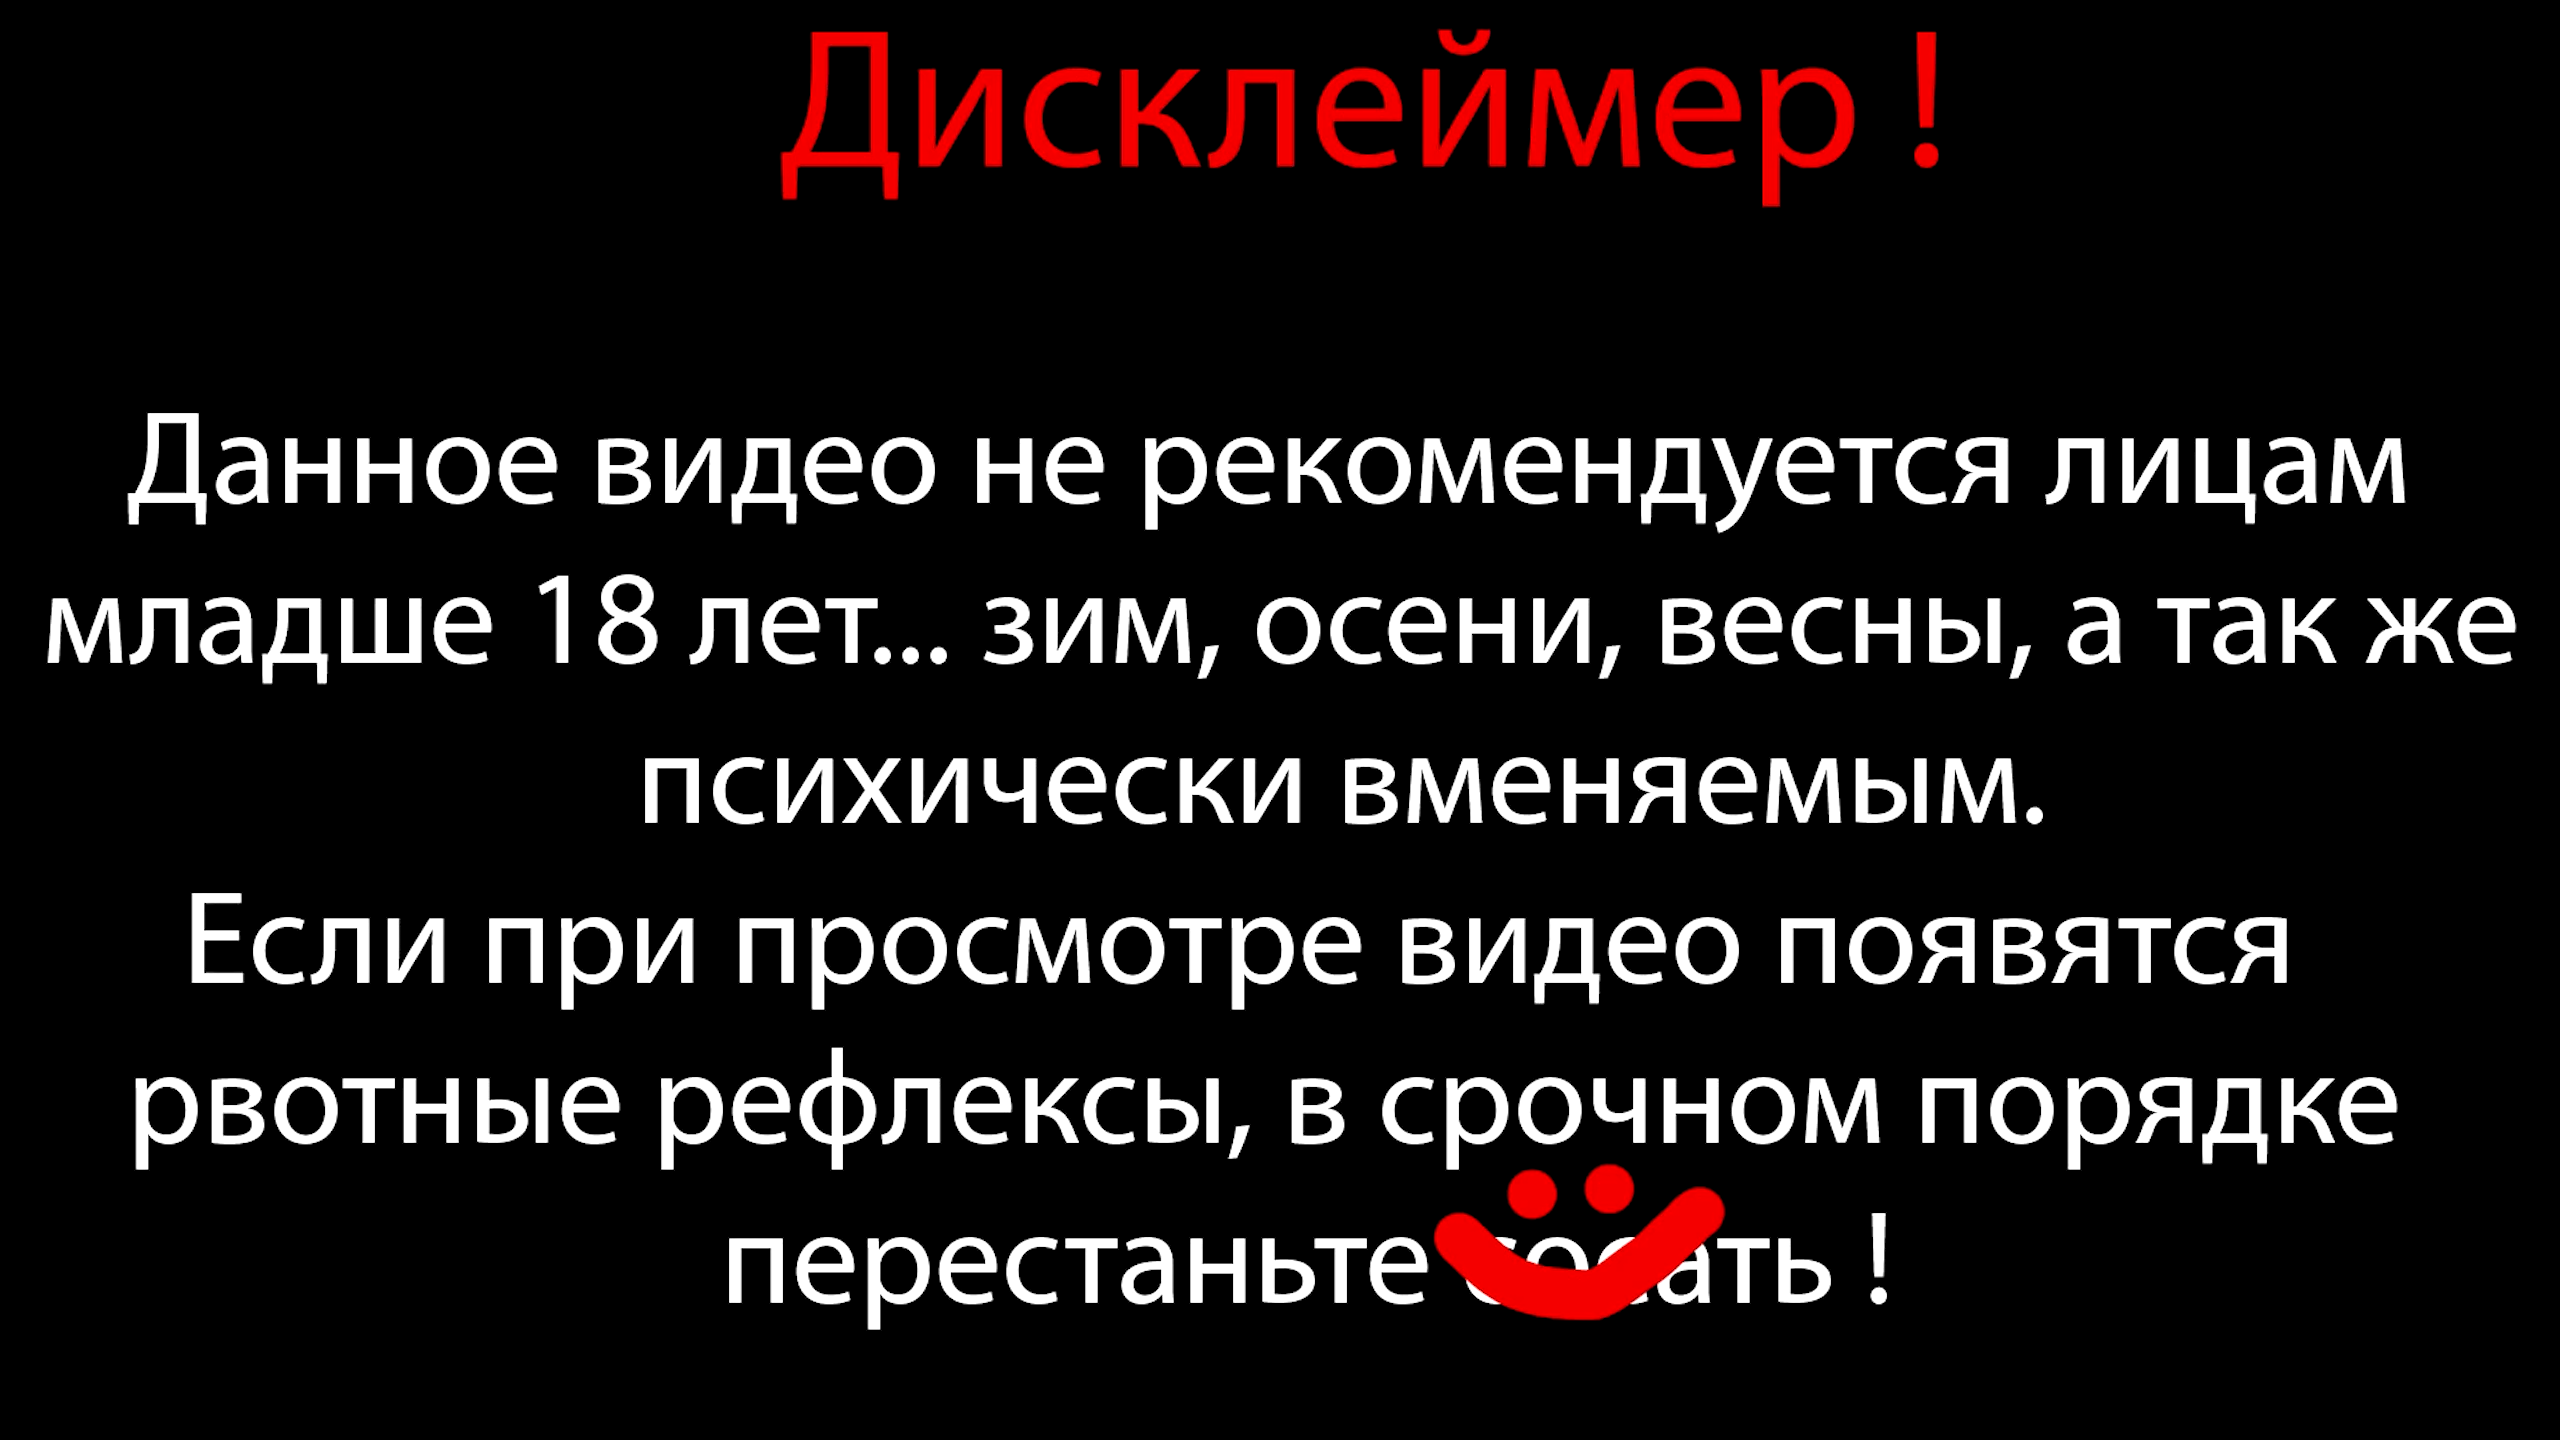 Дисклеймер !
Данное видео не рекомендуется лицам
младше 18 лет... зим, осени, весны, а так же
психически вменяемым.
Если при просмотре видео появятся
рвотные рефлексы, в срочном порядке
перестаньте сосать !